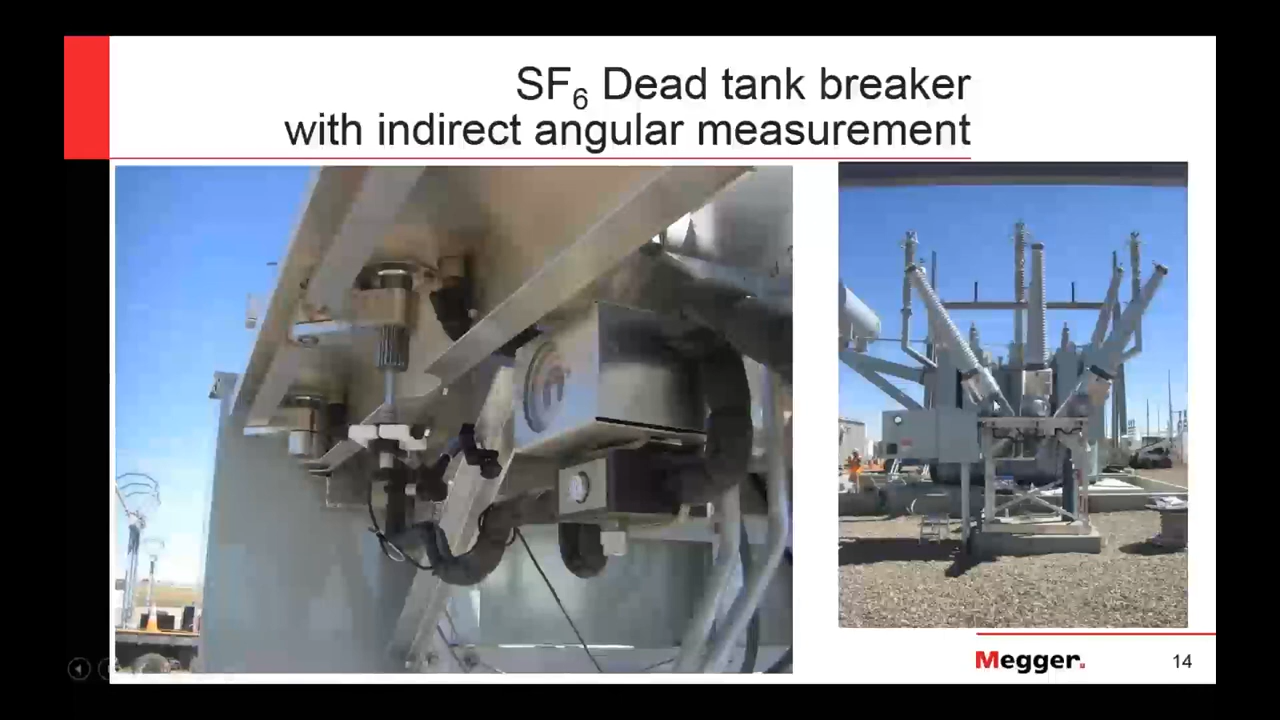 SF₆ Dead tank breaker
with indirect angular measurement
Megger.
14